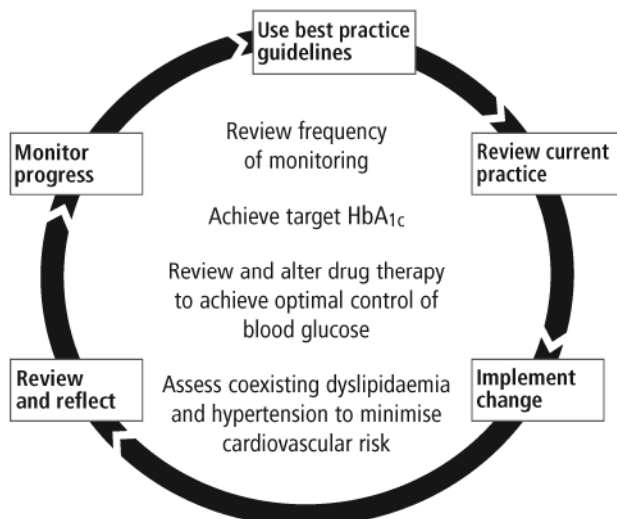 Use best practice
guidelines
Review frequency
of monitoring
Monitor
progress
Review current
practice
Achieve target HbA1c
Review and alter drug therapy
to achieve optimal control of
blood glucose
Review
and reflect
Assess coexisting dyslipidaemia
and hypertension to minimise
cardiovascular risk
Implement
change